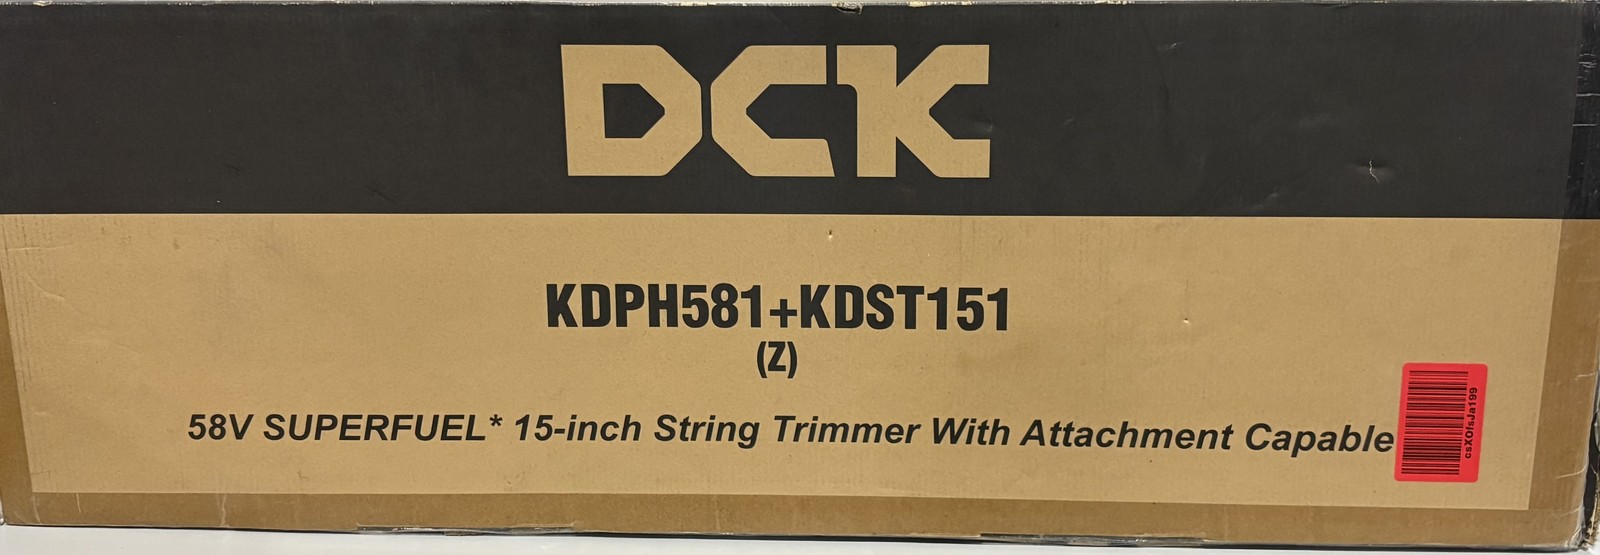 DCK
KDPH581+KDST151
(Z)
58V SUPERFUEL* 15-inch String Trimmer With Attachment Capable
csXOfsJa199